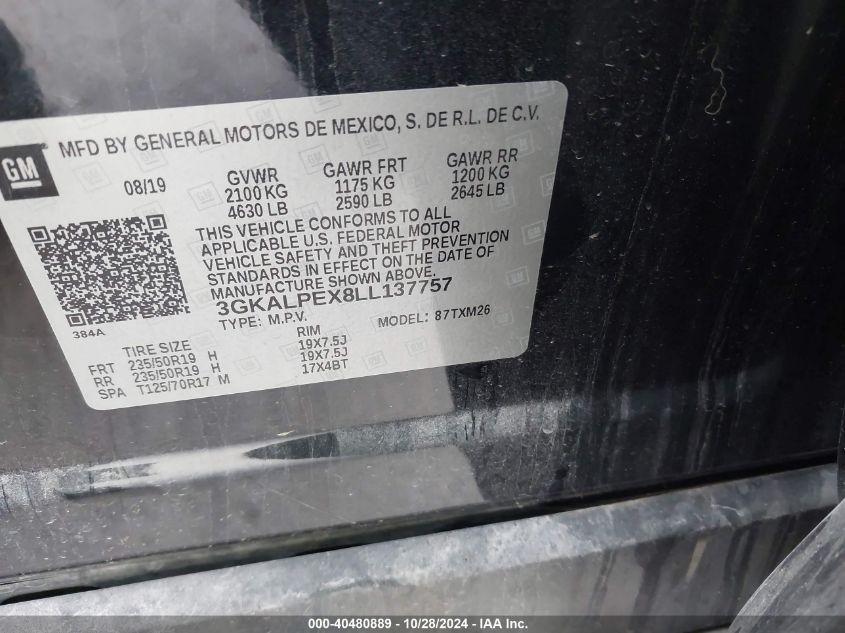 MFD BY GENERAL MOTORS DE MEXICO, S. DE R.L. DE C.V.
GM
08/19 GVWR GAWR FRT GAWR RR
2100 KG 1175 KG 1200 KG
4630 LB 2590 LB 2645 LB
THIS VEHICLE CONFORMS TO ALL
APPLICABLE U.S. FEDERAL MOTOR
VEHICLE SAFETY AND THEFT PREVENTION
STANDARDS IN EFFECT ON THE DATE OF
MANUFACTURE SHOWN ABOVE.
3GKALPEX8LL137757
384A
TYPE: M.P.V. MODEL: 87TXM26
TIRE SIZE RIM
FRT 235/50R19 H 19X7.5J
RR 235/50R19 H 19X7.5J
SPA T125/70R17 M 17X4BT
000-40480889 - 10/28/2024 - IAA Inc.